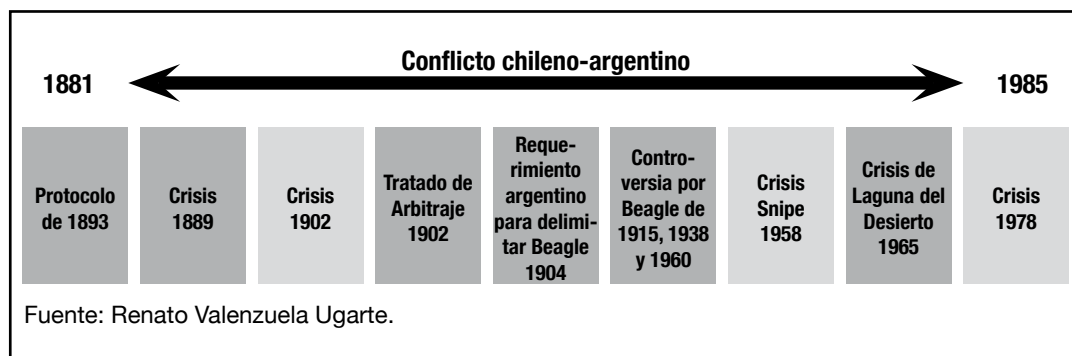 Conflicto chileno-argentino
1881
1985
Protocolo
de 1893
Crisis
1889
Crisis
1902
Tratado de
Arbitraje
1902
Reque-
rimiento
argentino
para delimi-
tar Beagle
1904
Contro-
versia por
Beagle de
1915, 1938
y 1960
Crisis
Snipe
1958
Crisis de
Laguna del
Desierto
1965
Crisis
1978
Fuente: Renato Valenzuela Ugarte.